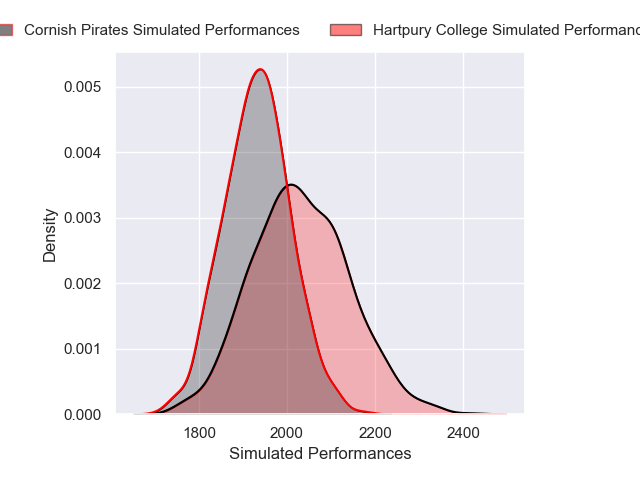 Cornish Pirates Simulated Performances
Hartpury College Simulated Performanc
0.005
0.004
0.003
0.002
0.001
0.000
Density
1800 2000 2200 2400
Simulated Performances